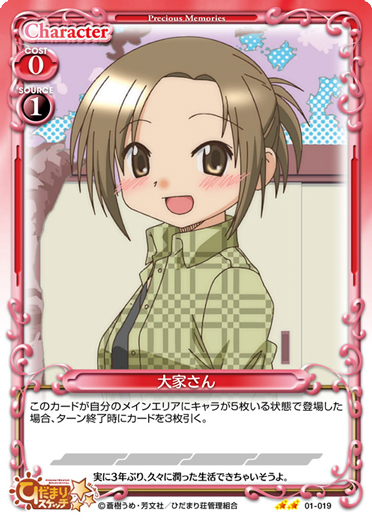 Precious Memories
Character
COST
0
SOURCE
1
大家さん
このカードが自分のメインエリアにキャラが5枚いる状態で登場した
場合、ターン終了時にカードを3枚引く。
実に3年ぶり、久々に潤った生活できちゃいそうよ。
ひだまりスケッチ
©蒼樹うめ・芳文社／ひだまり荘管理組合
01-019